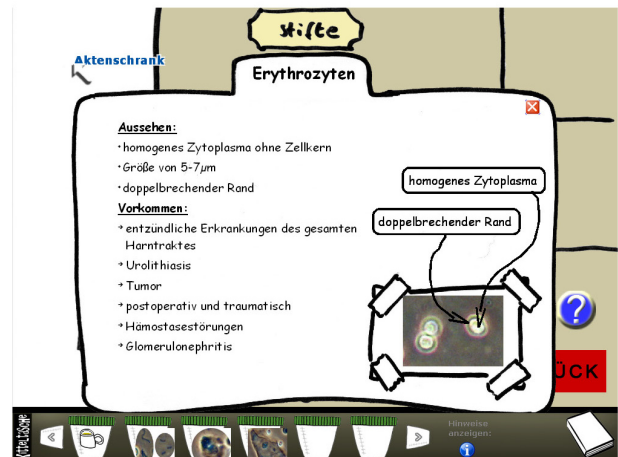 stifte
Aktenschrank
Erythrozyten
Aussehen:
·homogenes Zytoplasma ohne Zellkern
·Größe von 5-7µm
·doppelbrechender Rand
Vorkommen:
→ entzündliche Erkrankungen des gesamten
Harntraktes
→ Urolithiasis
→ Tumor
→ postoperativ und traumatisch
→ Hämostasestörungen
→ Glomerulonephritis
homogenes Zytoplasma
doppelbrechender Rand
?
ÜCK
Hinweise
anzeigen:
i